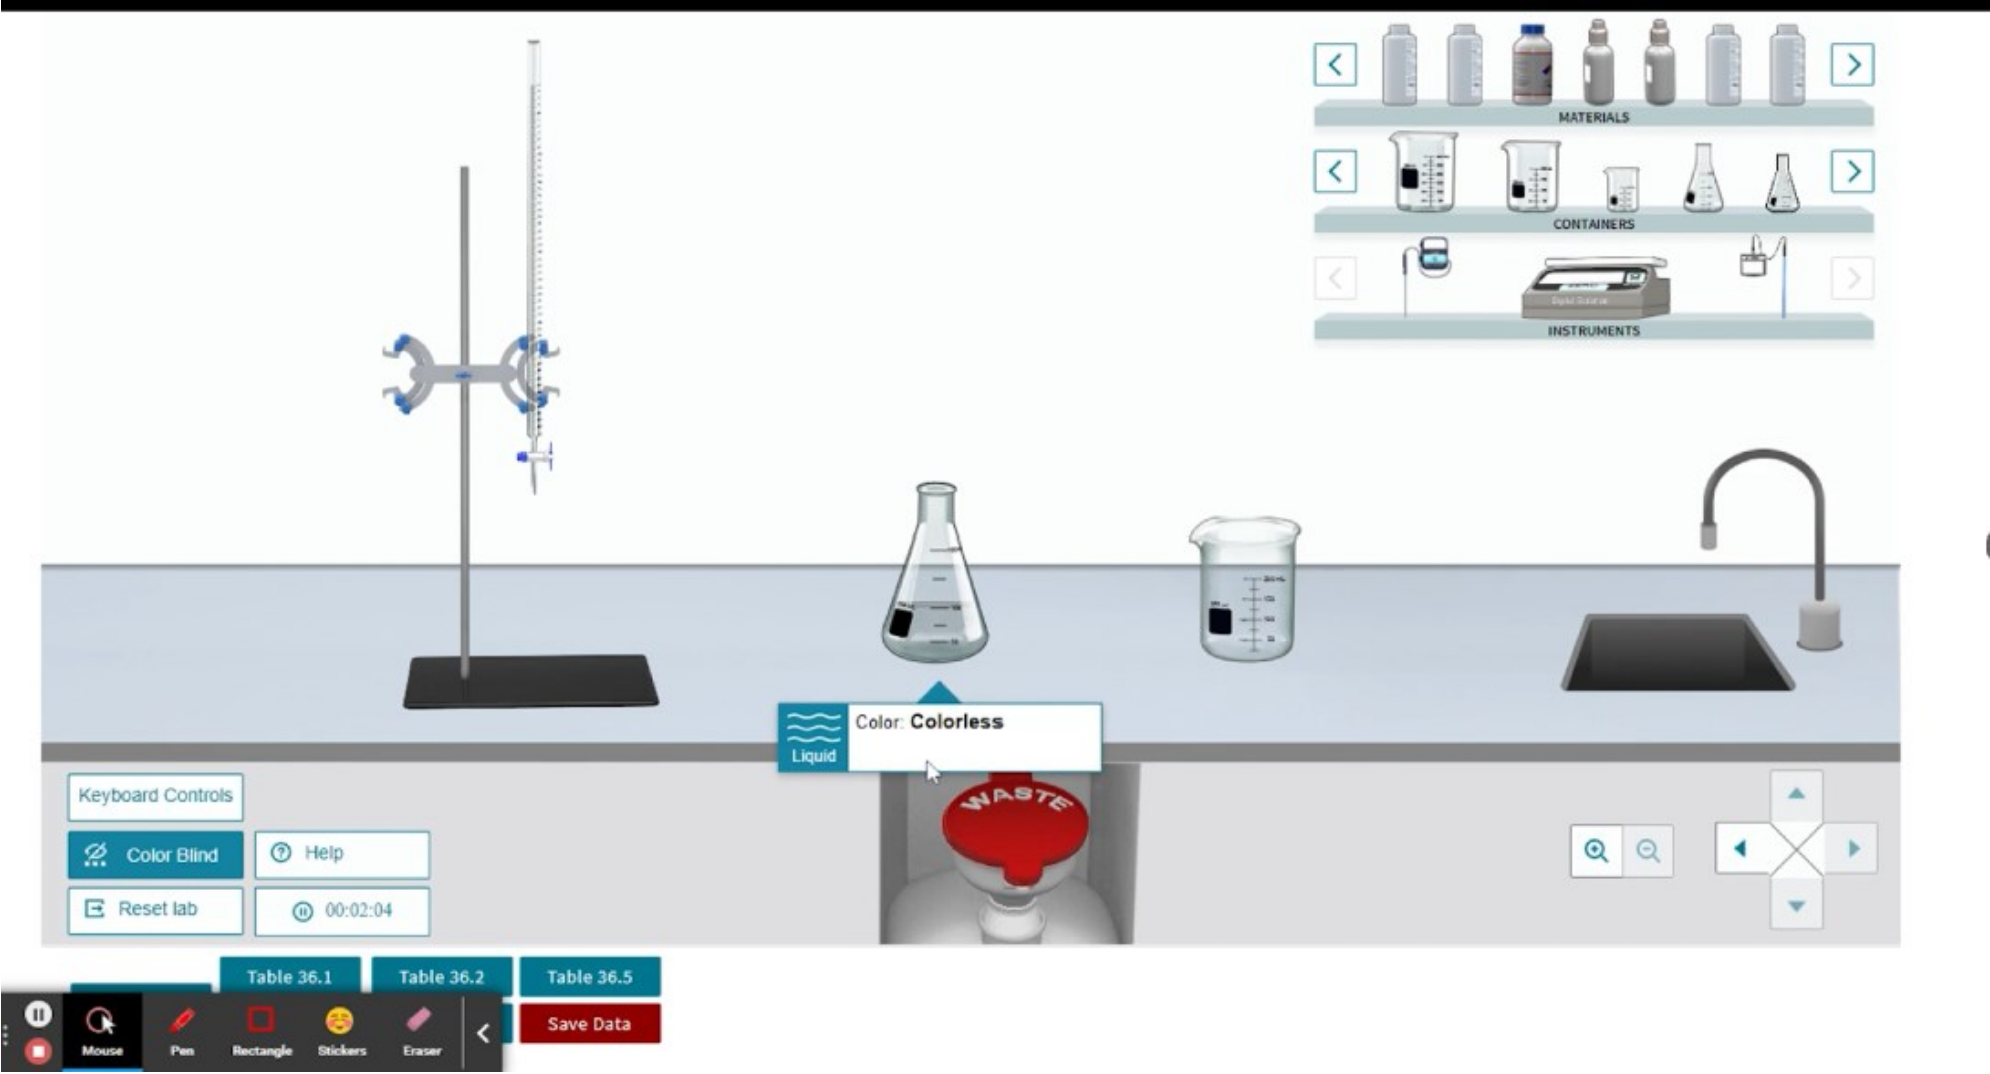 MATERIALS
CONTAINERS
INSTRUMENTS
Color: Colorless
Liquid
WASTE
Keyboard Controls
Color Blind
Help
Reset lab
00:02:04
Table 36.1
Table 36.2
Table 36.5
Save Data
Mouse
Pen
Rectangle
Stickers
Eraser